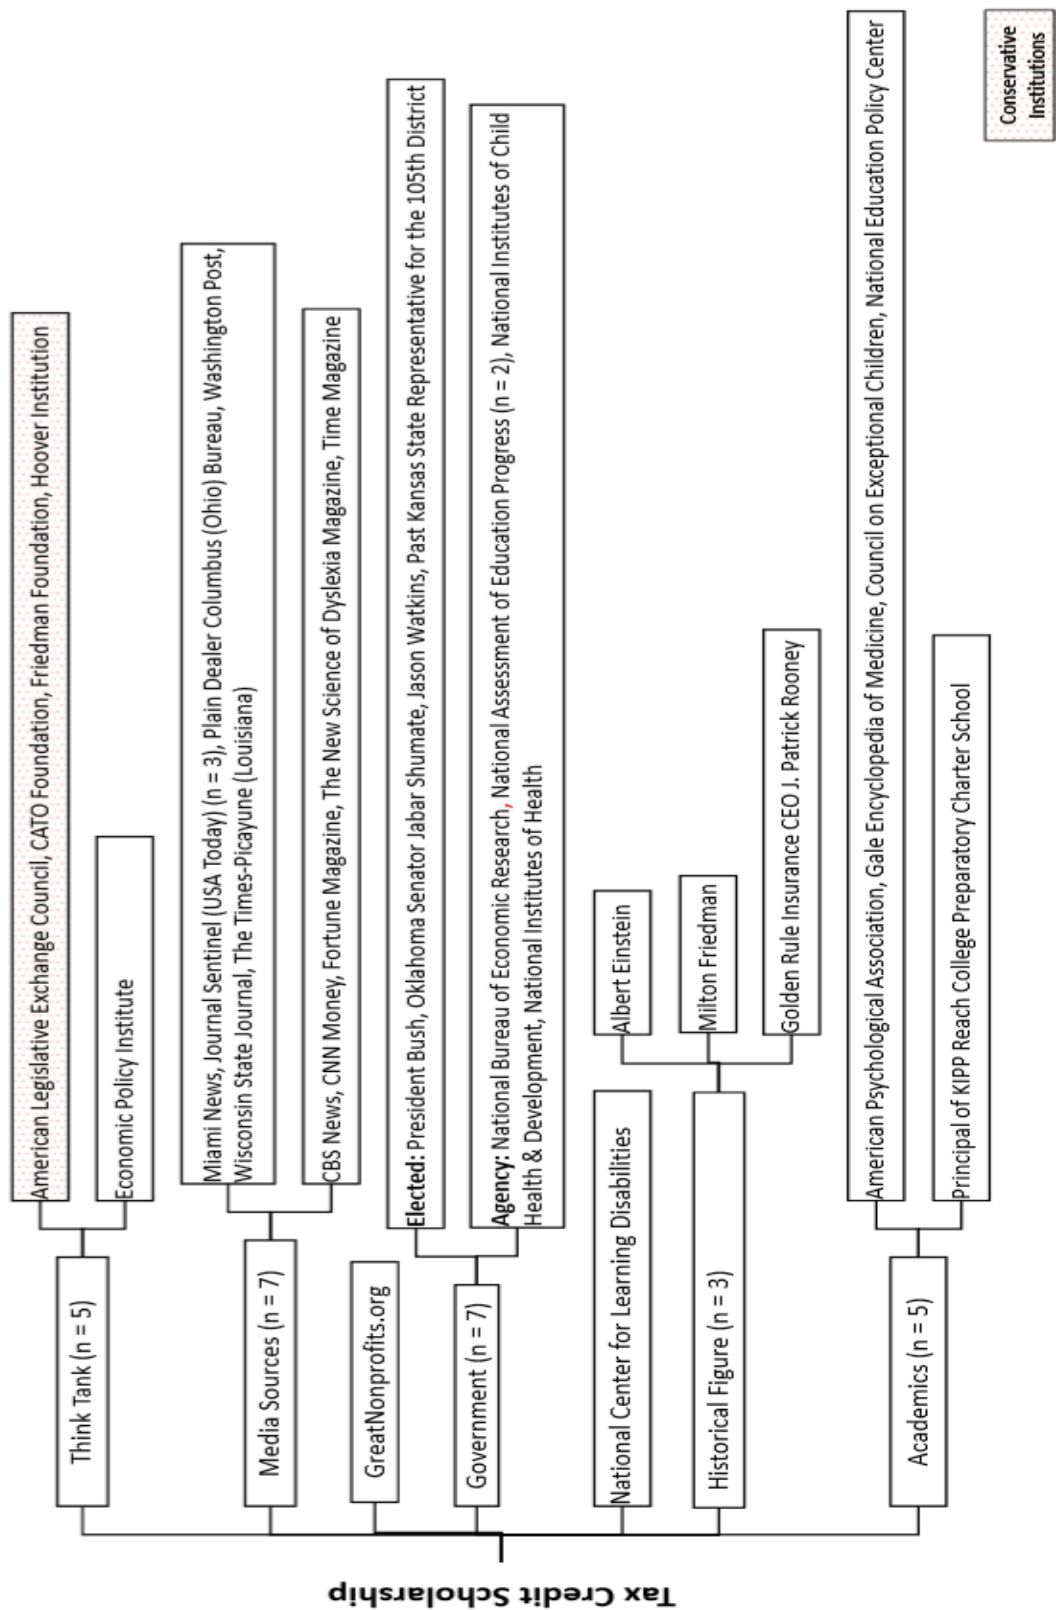 Tax Credit Scholarship
Think Tank (n = 5)
American Legislative Exchange Council, CATO Foundation, Friedman Foundation, Hoover Institution
Economic Policy Institute
Media Sources (n = 7)
Miami News, Journal Sentinel (USA Today) (n = 3), Plain Dealer Columbus (Ohio) Bureau, Washington Post,
Wisconsin State Journal, The Times-Picayune (Louisiana)
CBS News, CNN Money, Fortune Magazine, The New Science of Dyslexia Magazine, Time Magazine
GreatNonprofits.org
Government (n = 7)
Elected: President Bush, Oklahoma Senator Jabar Shumate, Jason Watkins, Past Kansas State Representative for the 105th District
Agency: National Bureau of Economic Research, National Assessment of Education Progress (n = 2), National Institutes of Child
Health & Development, National Institutes of Health
National Center for Learning Disabilities
Historical Figure (n = 3)
Albert Einstein
Milton Friedman
Golden Rule Insurance CEO J. Patrick Rooney
Academics (n = 5)
American Psychological Association, Gale Encyclopedia of Medicine, Council on Exceptional Children, National Education Policy Center
Principal of KIPP Reach College Preparatory Charter School
Conservative
Institutions